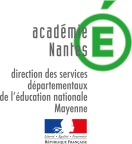 académie
Nantes
direction des services
départementaux
de l'éducation nationale
Mayenne
Liberté • Égalité • Fraternité
RÉPUBLIQUE FRANÇAISE